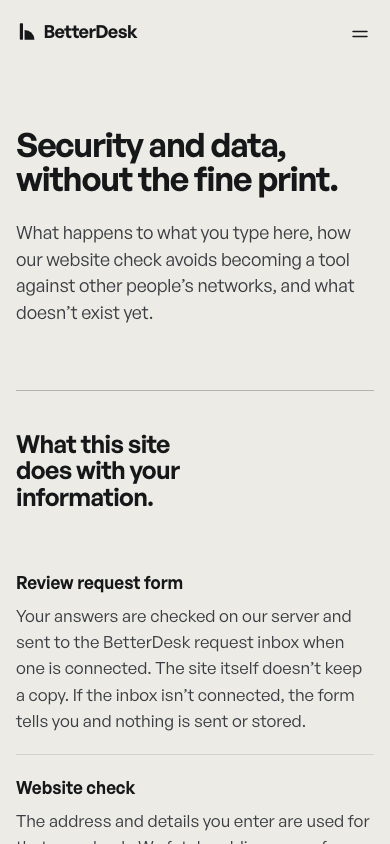 BetterDesk
Security and data,
without the fine print.
What happens to what you type here, how
our website check avoids becoming a tool
against other people’s networks, and what
doesn’t exist yet.
What this site
does with your
information.
Review request form
Your answers are checked on our server and
sent to the BetterDesk request inbox when
one is connected. The site itself doesn’t keep
a copy. If the inbox isn’t connected, the form
tells you and nothing is sent or stored.
Website check
The address and details you enter are used for